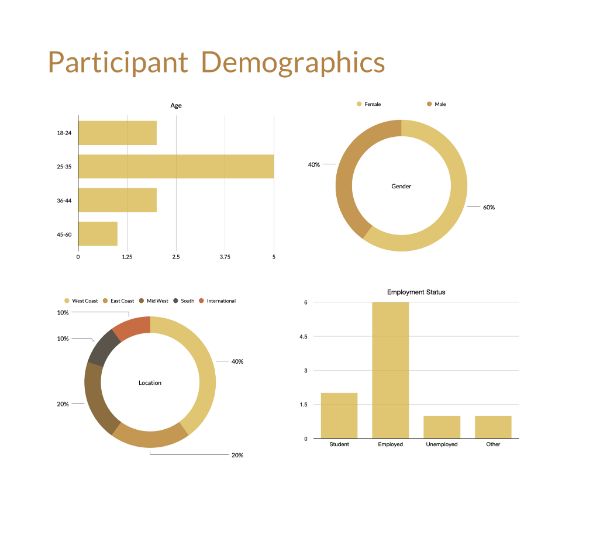 Participant Demographics
Age
18-24
25-35
36-44
45-60
0 1.25 2.5 3.75 5
Female Male
40%
Gender
60%
West Coast East Coast Mid West South International
10%
10%
40%
Location
20%
20%
Employment Status
6
4.5
3
1.5
0
Student Employed Unemployed Other